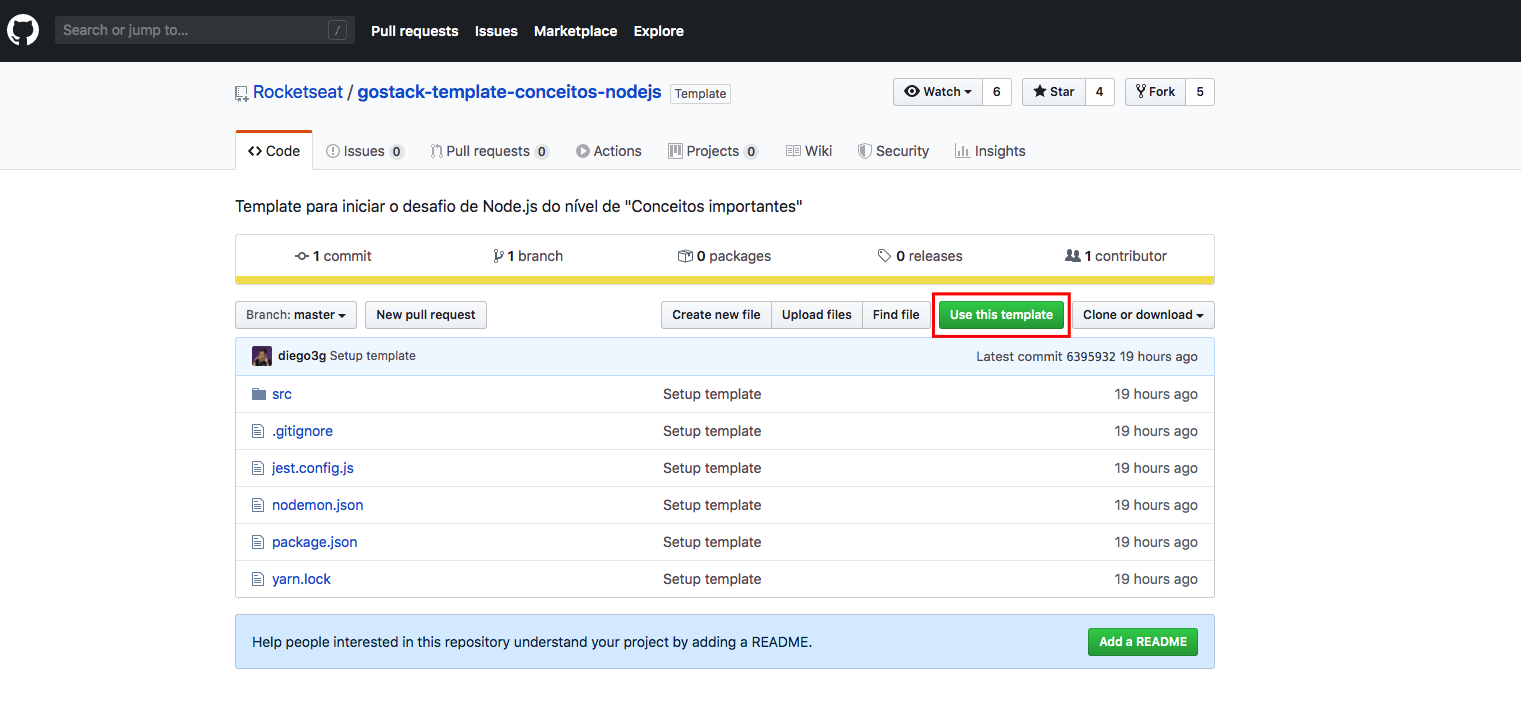 Search or jump to... / Pull requests Issues Marketplace Explore
Rocketseat / gostack-template-conceitos-nodejs Template Watch 6 Star 4 Fork 5
Code Issues 0 Pull requests 0 Actions Projects 0 Wiki Security Insights
Template para iniciar o desafio de Node.js do nível de "Conceitos importantes"
1 commit 1 branch 0 packages 0 releases 1 contributor
Branch: master New pull request Create new file Upload files Find file Use this template Clone or download
diego3g Setup template Latest commit 6395932 19 hours ago
src Setup template 19 hours ago
.gitignore Setup template 19 hours ago
jest.config.js Setup template 19 hours ago
nodemon.json Setup template 19 hours ago
package.json Setup template 19 hours ago
yarn.lock Setup template 19 hours ago
Help people interested in this repository understand your project by adding a README. Add a README